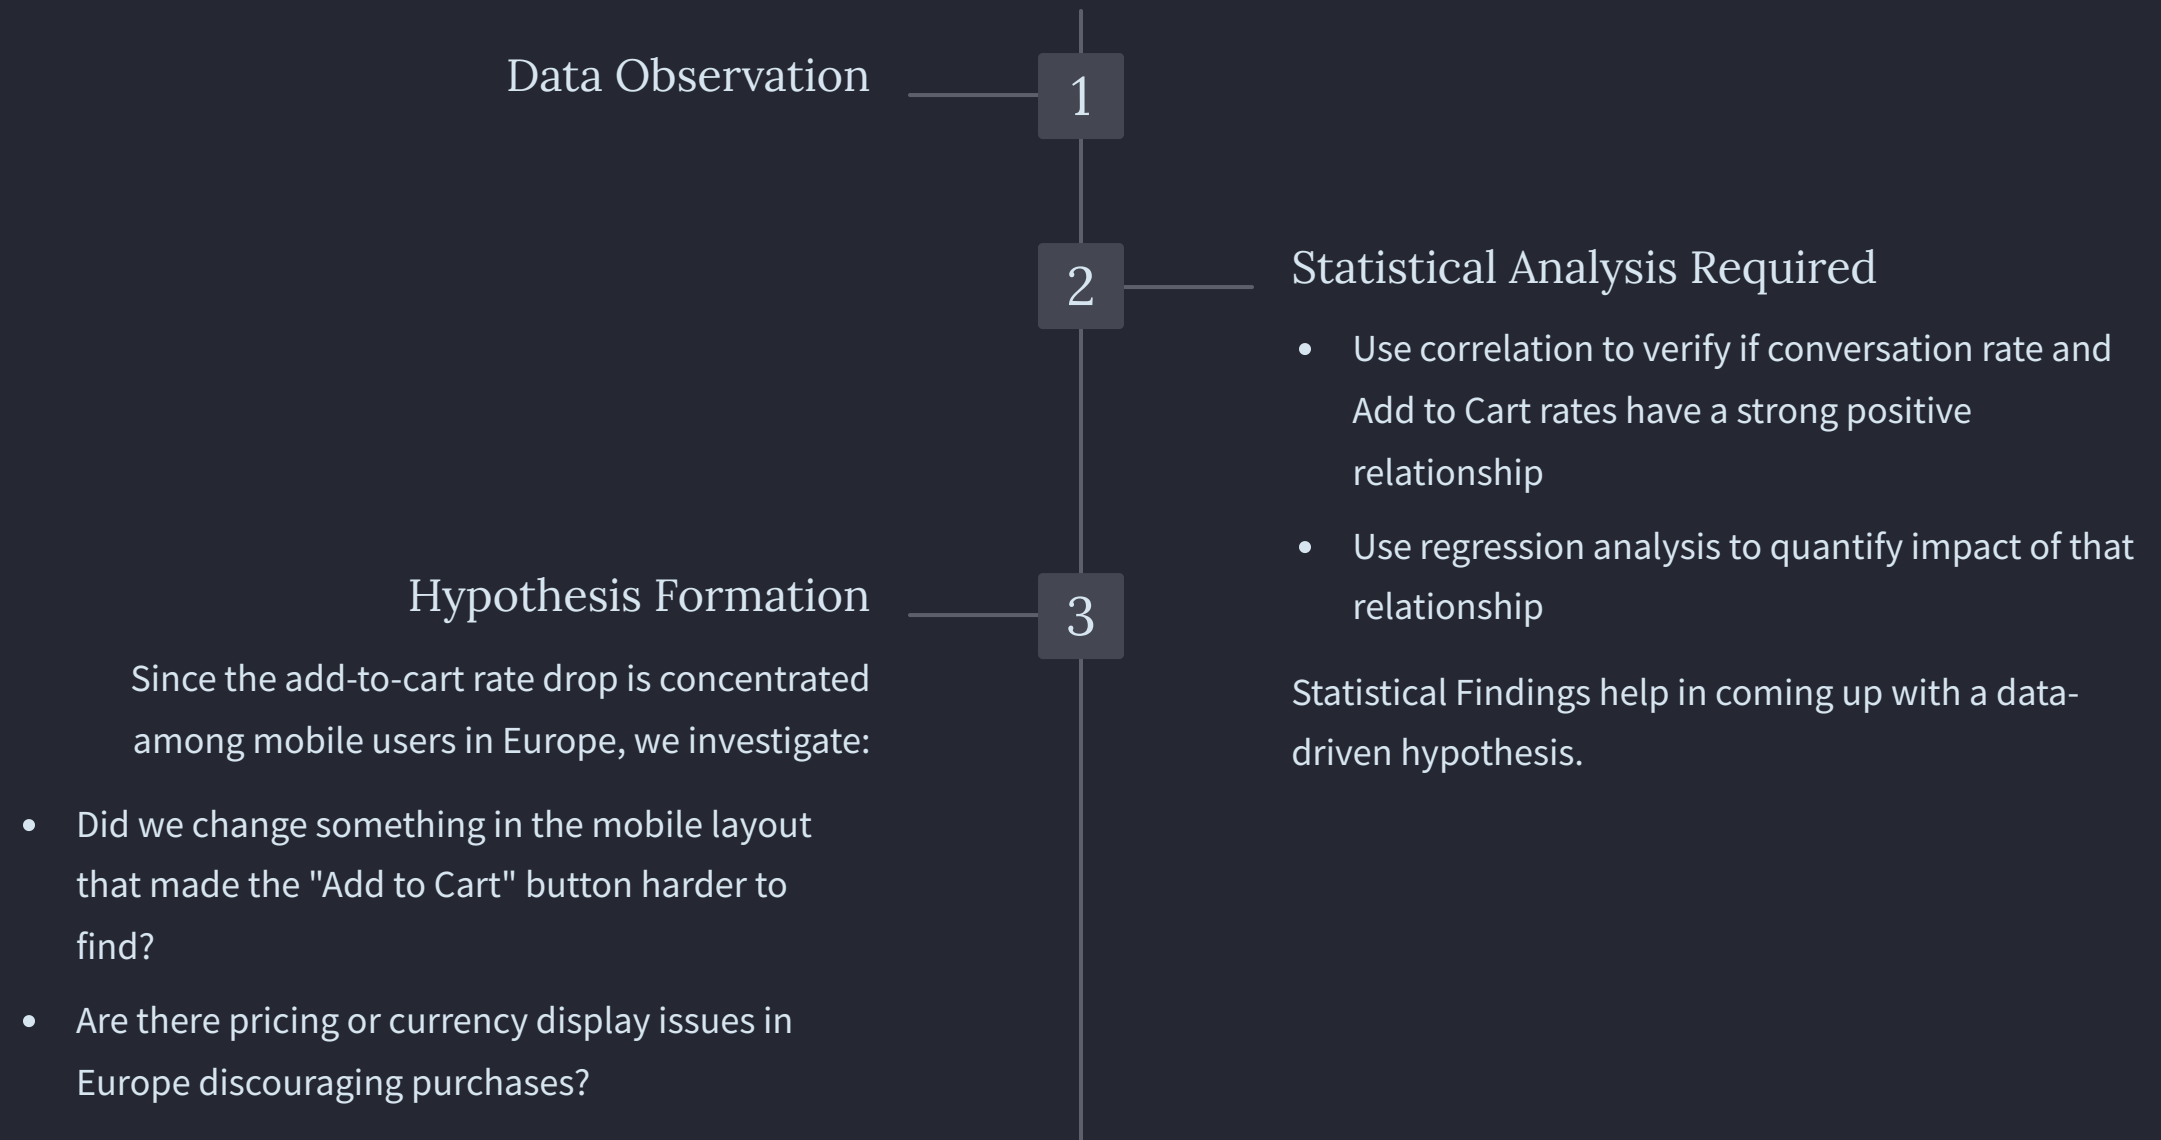 Data Observation
1
2
Statistical Analysis Required
• Use correlation to verify if conversation rate and
Add to Cart rates have a strong positive
relationship
• Use regression analysis to quantify impact of that
relationship
Statistical Findings help in coming up with a data-
driven hypothesis.
Hypothesis Formation
3
Since the add-to-cart rate drop is concentrated
among mobile users in Europe, we investigate:
• Did we change something in the mobile layout
that made the "Add to Cart" button harder to
find?
• Are there pricing or currency display issues in
Europe discouraging purchases?